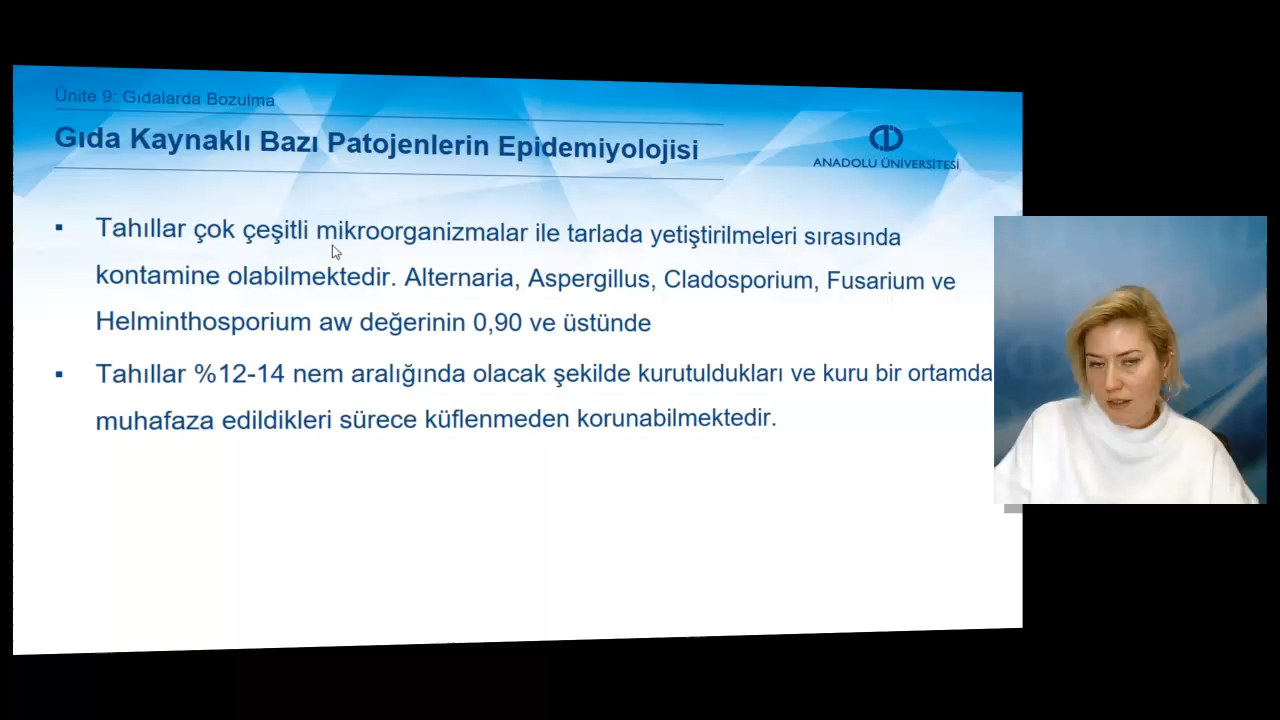 Ünite 9: Gıdalarda Bozulma
Gıda Kaynaklı Bazı Patojenlerin Epidemiyolojisi
ANADOLU ÜNİVERSİTESİ
▪ Tahıllar çok çeşitli mikroorganizmalar ile tarlada yetiştirilmeleri sırasında
kontamine olabilmektedir. Alternaria, Aspergillus, Cladosporium, Fusarium ve
Helminthosporium aw değerinin 0,90 ve üstünde
▪ Tahıllar %12-14 nem aralığında olacak şekilde kurutuldukları ve kuru bir ortamda
muhafaza edildikleri sürece küflenmeden korunabilmektedir.